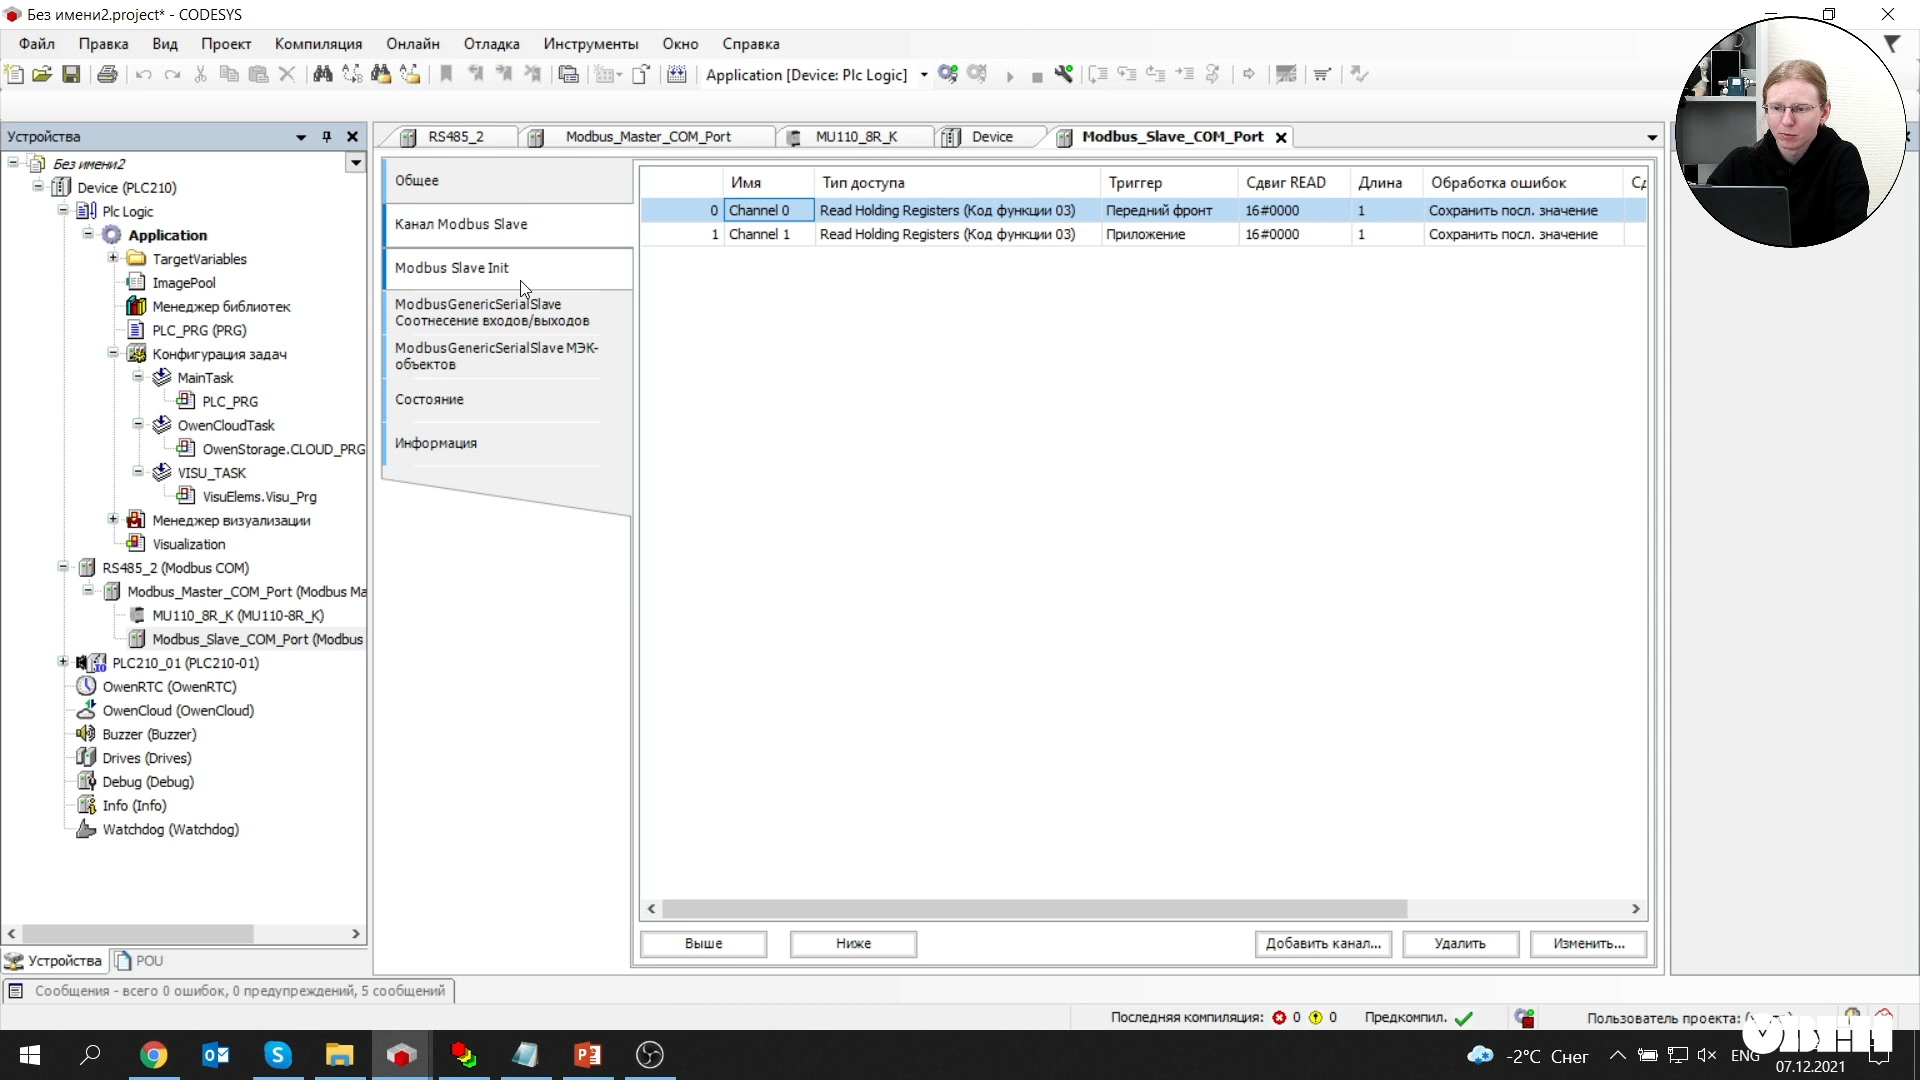 Без имени2.project* - CODESYS
Файл Правка Вид Проект Компиляция Онлайн Отладка Инструменты Окно Справка
Application [Device: Plc Logic]
Устройства
RS485_2 Modbus_Master_COM_Port MU110_8R_K Device Modbus_Slave_COM_Port
Без имени2
Device (PLC210)
Plc Logic
Application
TargetVariables
ImagePool
Менеджер библиотек
PLC_PRG (PRG)
Конфигурация задач
MainTask
PLC_PRG
OwenCloudTask
OwenStorage.CLOUD_PRG
VISU_TASK
VisuElems.Visu_Prg
Менеджер визуализации
Visualization
RS485_2 (Modbus COM)
Modbus_Master_COM_Port (Modbus Ma
MU110_8R_K (MU110-8R_K)
Modbus_Slave_COM_Port (Modbus
PLC210_01 (PLC210-01)
OwenRTC (OwenRTC)
OwenCloud (OwenCloud)
Buzzer (Buzzer)
Drives (Drives)
Debug (Debug)
Info (Info)
Watchdog (Watchdog)
Устройства POU
Общее
Канал Modbus Slave
Modbus Slave Init
ModbusGenericSerialSlave
Соотнесение входов/выходов
ModbusGenericSerialSlave МЭК-
объектов
Состояние
Информация
Имя Тип доступа Триггер Сдвиг READ Длина Обработка ошибок Сд
0 Channel 0 Read Holding Registers (Код функции 03) Передний фронт 16#0000 1 Сохранить посл. значение
1 Channel 1 Read Holding Registers (Код функции 03) Приложение 16#0000 1 Сохранить посл. значение
Выше Ниже Добавить канал... Удалить Изменить...
Сообщения - всего 0 ошибок, 0 предупреждений, 5 сообщений
Последняя компиляция: 0 0 Предкомпил. Пользователь проекта:
-2°C Снег ENG
07.12.2021
ОВЕН